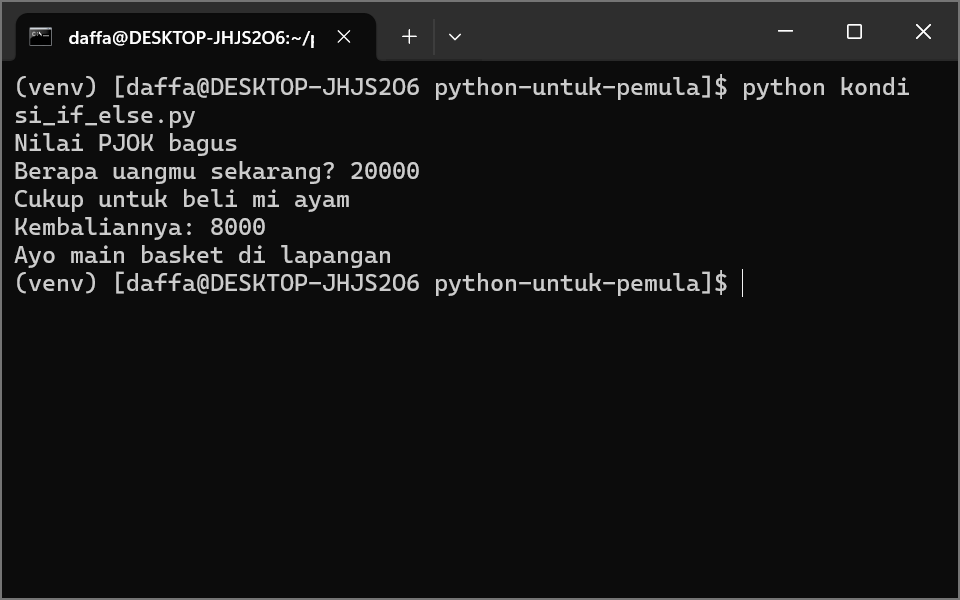 daffa@DESKTOP-JHJS2O6:~/p
(venv) [daffa@DESKTOP-JHJS2O6 python-untuk-pemula]$ python kondi
si_if_else.py
Nilai PJOK bagus
Berapa uangmu sekarang? 20000
Cukup untuk beli mi ayam
Kembaliannya: 8000
Ayo main basket di lapangan
(venv) [daffa@DESKTOP-JHJS2O6 python-untuk-pemula]$